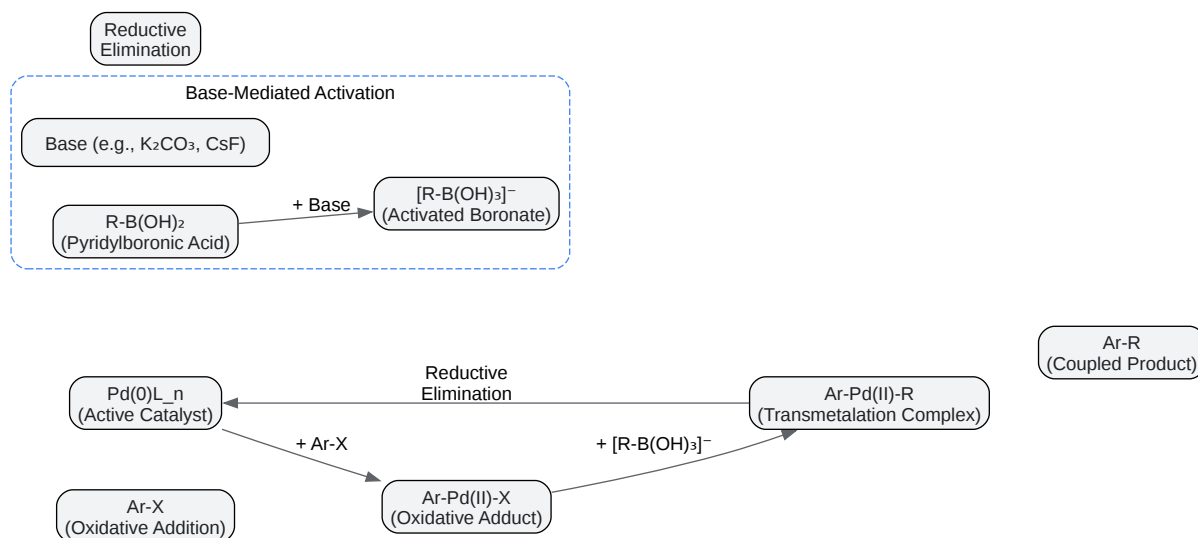 Reductive
Elimination
Base-Mediated Activation
Base (e.g., K₂CO₃, CsF)
R-B(OH)₂
(Pyridylboronic Acid)
+ Base
[R-B(OH)₃]⁻
(Activated Boronate)
Ar-R
(Coupled Product)
Pd(0)L_n
(Active Catalyst)
Reductive
Elimination
Ar-Pd(II)-R
(Transmetalation Complex)
+ Ar-X
+ [R-B(OH)₃]⁻
Ar-X
(Oxidative Addition)
Ar-Pd(II)-X
(Oxidative Adduct)